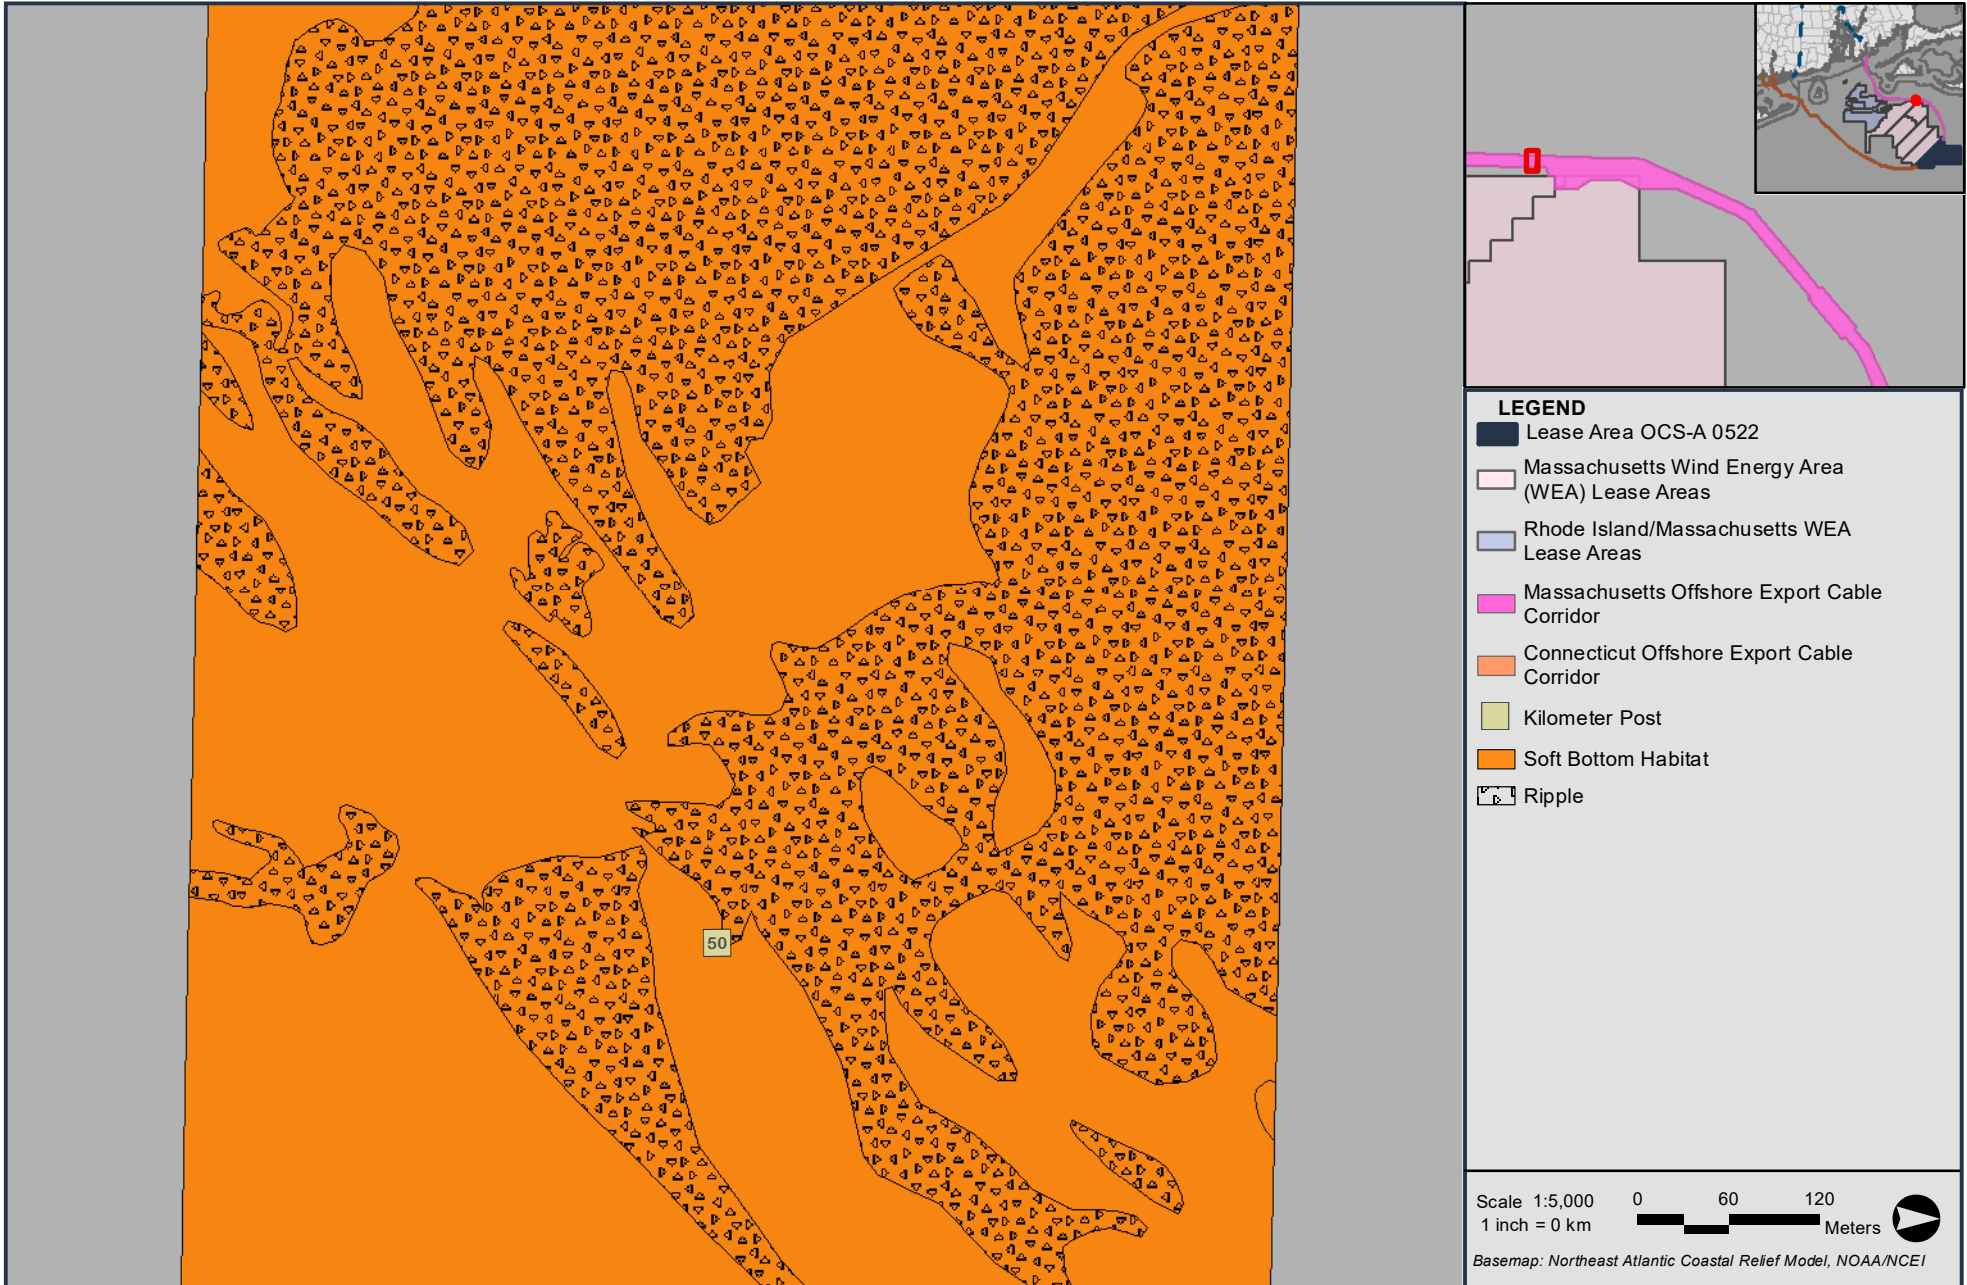 50
LEGEND
Lease Area OCS-A 0522
Massachusetts Wind Energy Area
(WEA) Lease Areas
Rhode Island/Massachusetts WEA
Lease Areas
Massachusetts Offshore Export Cable
Corridor
Connecticut Offshore Export Cable
Corridor
Kilometer Post
Soft Bottom Habitat
Ripple
Scale 1:5,000
1 inch = 0 km
0 60 120
Meters
Basemap: Northeast Atlantic Coastal Relief Model, NOAA/NCEI